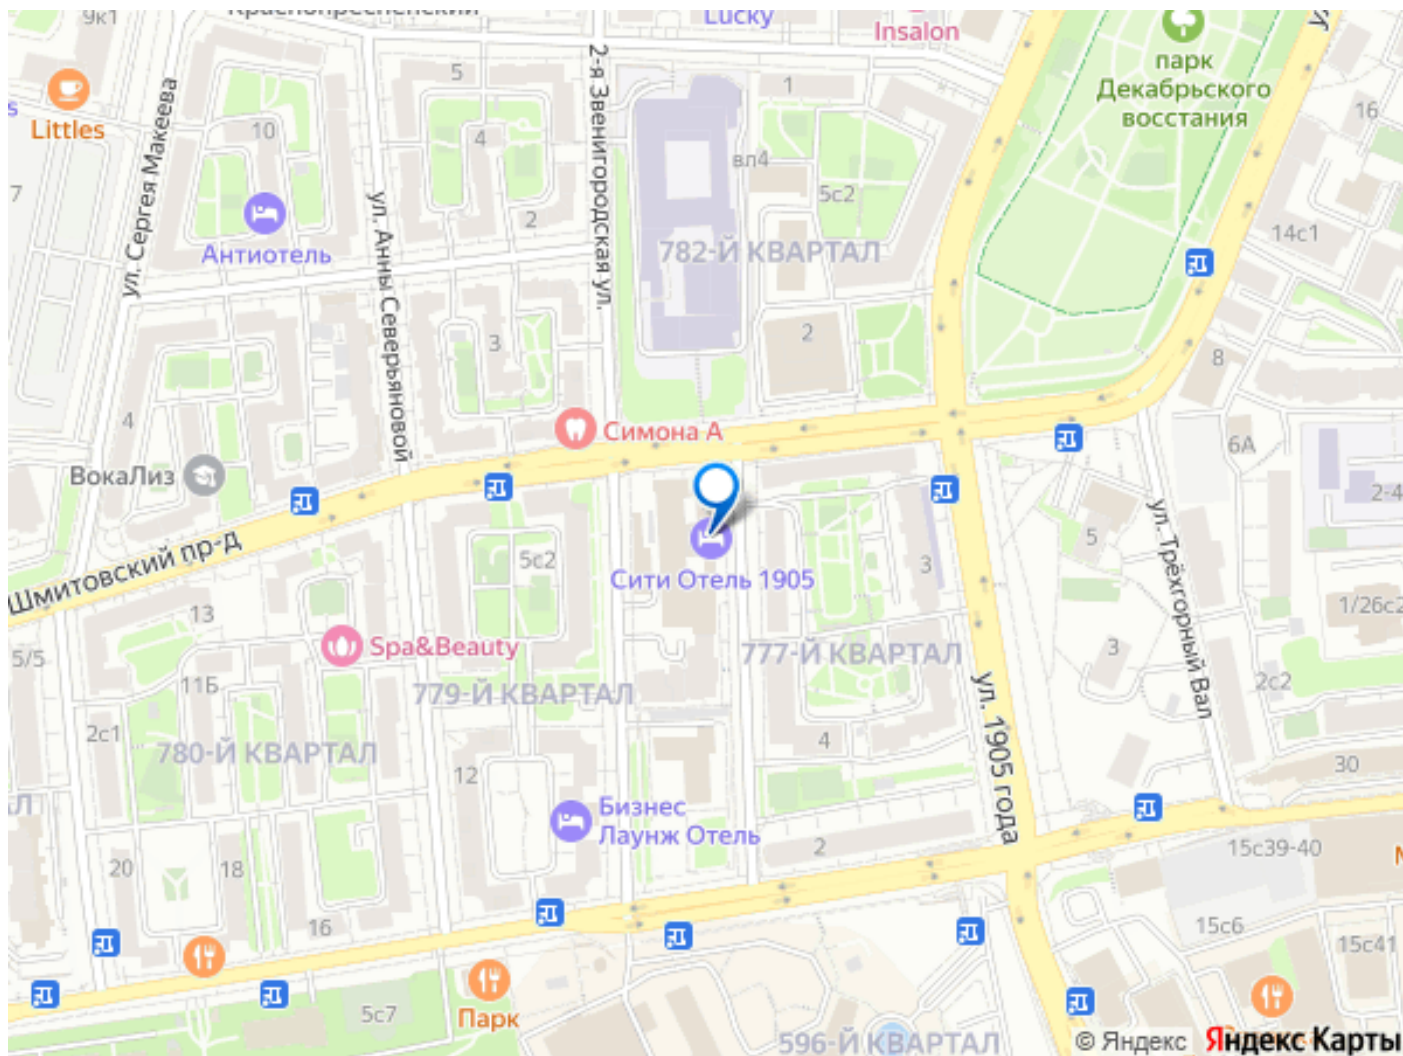 9к1
Краснопресненский
Lucky
Insalon
парк
Декабрьского
восстания
Littles
10
5
4
2
1
вл4
5с2
16
14с1
7
ул. Сергея Макеева
ул. Анны Северьяновой
2-я Звенигородская ул.
Антиотель
782-Й КВАРТАЛ
3
2
8
4
Симона А
ВокаЛиз
6А
2-4
Шмитовский пр-д
5с2
Сити Отель 1905
3
5
ул. Трёхгорный Вал
1/26с2
13
5/5
Spa&Beauty
11Б
779-Й КВАРТАЛ
777-Й КВАРТАЛ
3
2с2
2с1
780-Й КВАРТАЛ
4
ул. 1905 года
12
30
Бизнес
Лаунж Отель
2
15с39-40
20
18
16
15с6
15с41
5с7
Парк
596-Й КВАРТАЛ
© Яндекс
Яндекс Карты